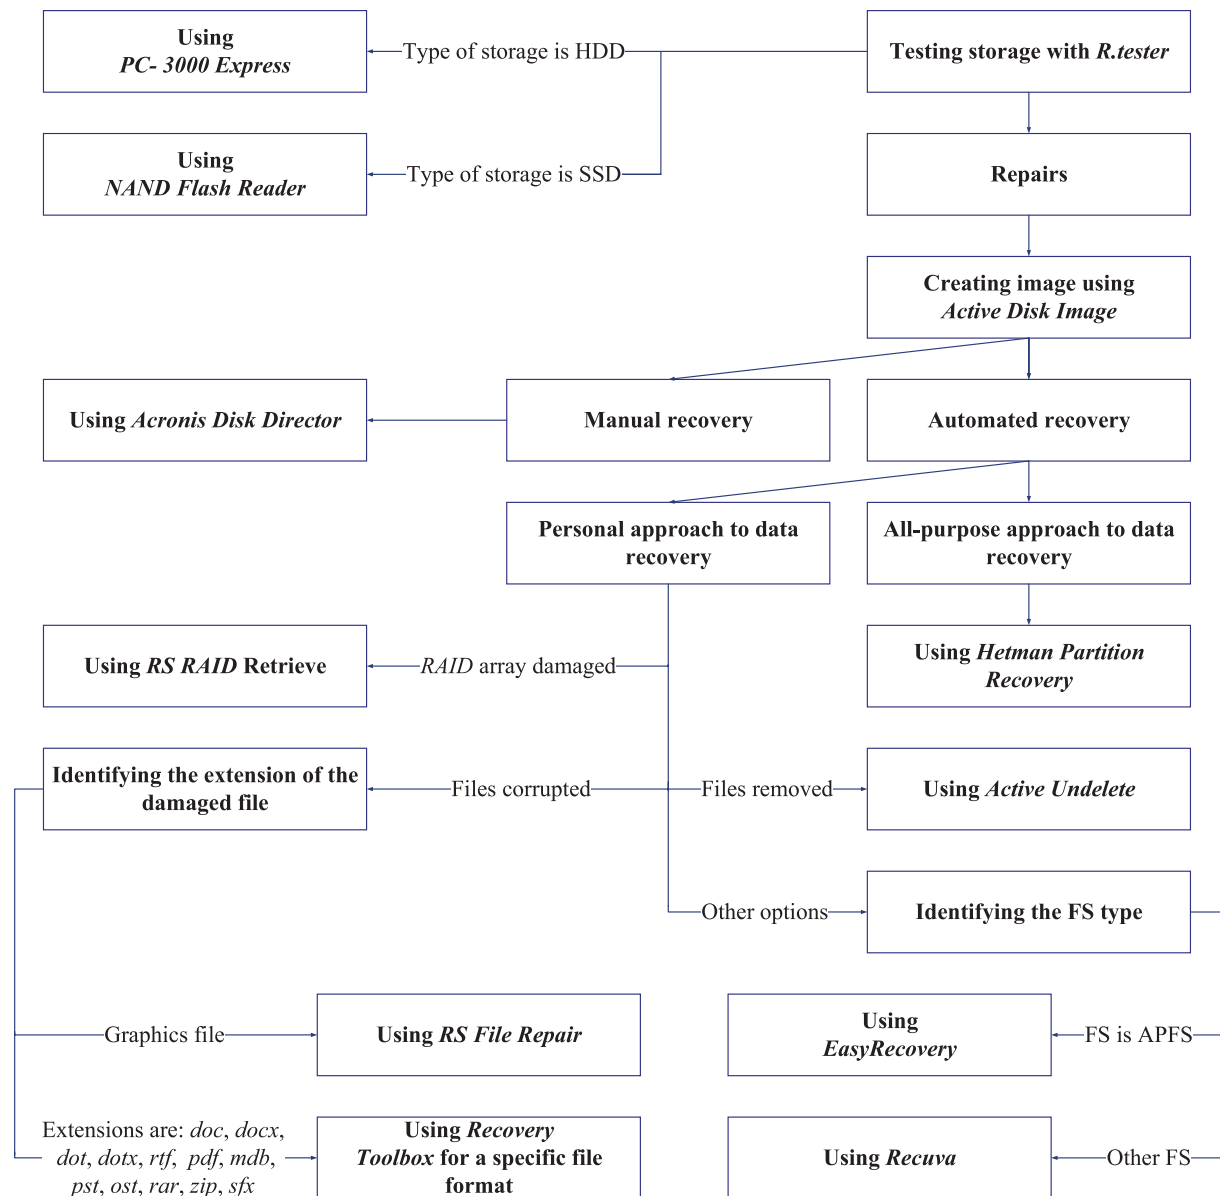 Using
PC- 3000 Express
Type of storage is HDD
Testing storage with R.tester
Using
NAND Flash Reader
Type of storage is SSD
Repairs
Creating image using
Active Disk Image
Using Acronis Disk Director
Manual recovery
Automated recovery
Personal approach to data
recovery
All-purpose approach to data
recovery
Using RS RAID Retrieve
RAID array damaged
Using Hetman Partition
Recovery
Identifying the extension of the
damaged file
Files corrupted
Files removed
Using Active Undelete
Other options
Identifying the FS type
Graphics file
Using RS File Repair
Using
EasyRecovery
FS is APFS
Extensions are: doc, docx,
dot, dotx, rtf, pdf, mdb,
pst, ost, rar, zip, sfx
Using Recovery
Toolbox for a specific file
format
Using Recuva
Other FS